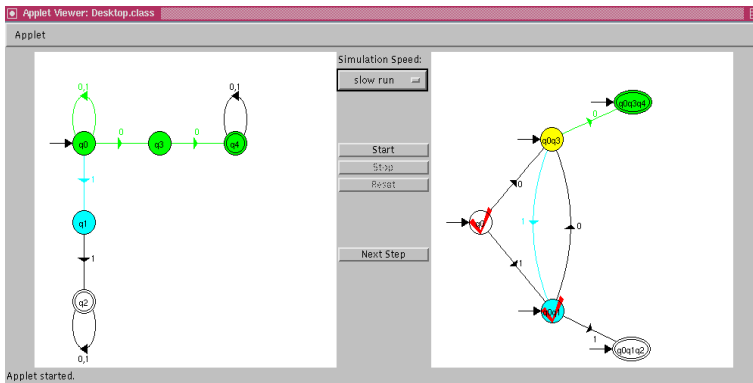 Applet Viewer: Desktop.class
Applet
Simulation Speed:
slow run
Start
Stop
Reset
Next Step
0,1
0,1
q0
0
q3
0
q4
1
q1
1
q2
0,1
q0q3q4
0
q0q3
0
1
0
q0
1
q0q1
1
q0q1q2
Applet started.